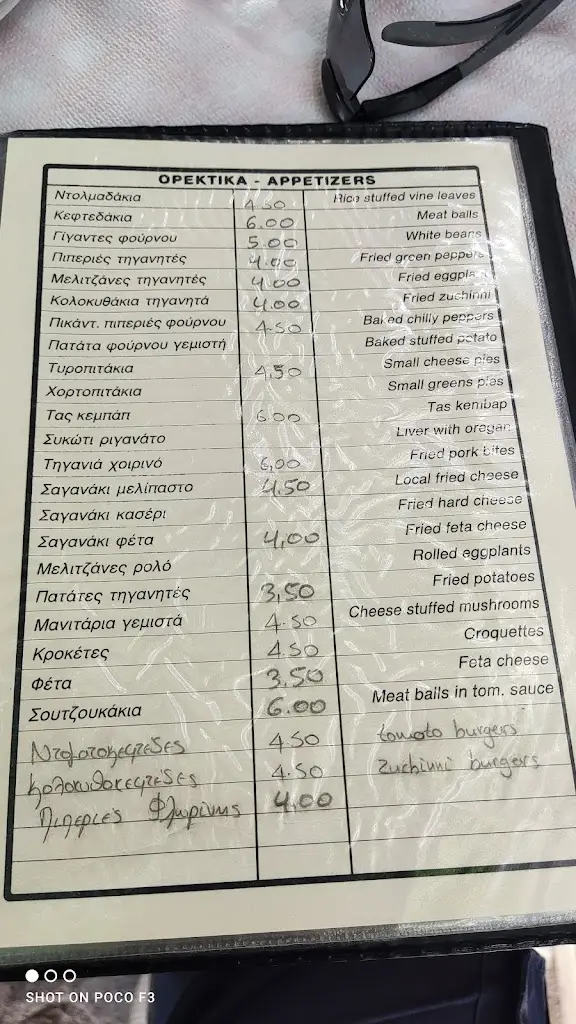 ΟΡΕΚΤΙΚΑ - APPETIZERS
Ντολμαδάκια 4.50 Rice stuffed vine leaves
Κεφτεδάκια 6.00 Meat balls
Γίγαντες φούρνου 5.00 White beans
Πιπεριές τηγανητές 4.00 Fried green peppers
Μελιτζάνες τηγανητές 4.00 Fried eggplant
Κολοκυθάκια τηγανητά 4.00 Fried zuchinni
Πικάντ. πιπεριές φούρνου 4.50 Baked chilly peppers
Πατάτα φούρνου γεμιστή Baked stuffed potato
Τυροπιτάκια 4,50 Small cheese pies
Χορτοπιτάκια Small greens pies
Τας κεμπάπ 6.00 Tas kembap
Συκώτι ριγανάτο Liver with oregan
Τηγανιά χοιρινό 6,00 Fried pork bites
Σαγανάκι μελίπαστο 4.50 Local fried cheese
Σαγανάκι κασέρι Fried hard cheese
Σαγανάκι φέτα 4,00 Fried feta cheese
Μελιτζάνες ρολό Rolled eggplants
Πατάτες τηγανητές 3,50 Fried potatoes
Μανιτάρια γεμιστά 4.50 Cheese stuffed mushrooms
Κροκέτες 4.50 Croquettes
Φέτα 3.50 Feta cheese
Σουτζουκάκια 6.00 Meat balls in tom. sauce
Ντοματοκεφτεδες 4.50 tomato burgers
Κολοκυθοκεφτεδες 4.50 Zuchinni burgers
Πιπεριές Φλωρίνης 4.00
SHOT ON POCO F3